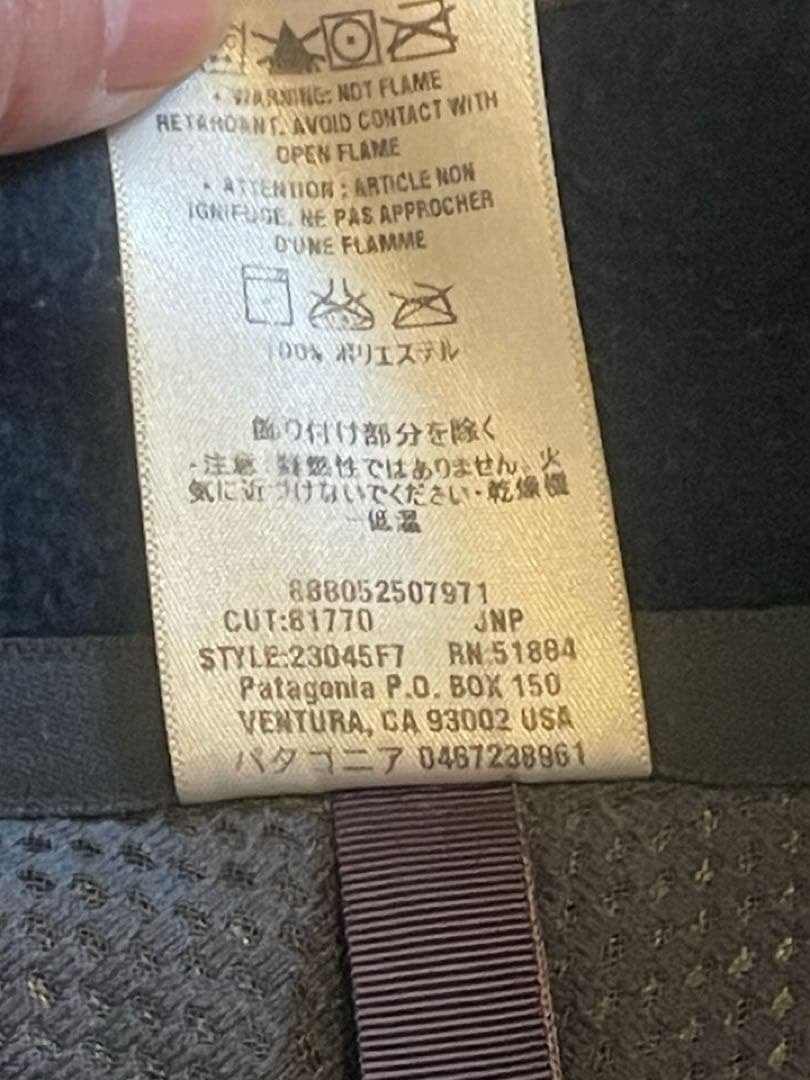 • WARNING: NOT FLAME
RETARDANT. AVOID CONTACT WITH
OPEN FLAME
• ATTENTION : ARTICLE NON
IGNIFUGE. NE PAS APPROCHER
D'UNE FLAMME
100% ポリエステル
飾り付け部分を除く
・注意 難燃性ではありません。火
気に近づけないでください・乾燥機
ー低温
888052507971
CUT:81770 JNP
STYLE:23045F7 RN:51884
Patagonia P.O. BOX 150
VENTURA, CA 93002 USA
パタゴニア 0467238961